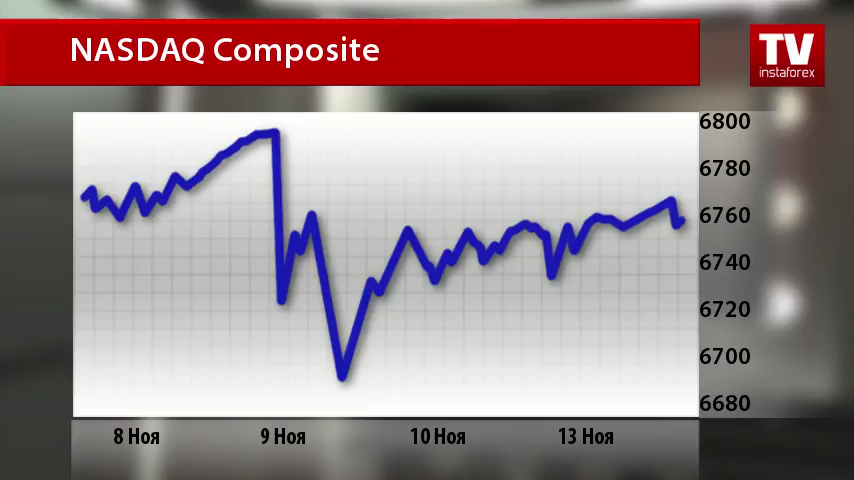 NASDAQ Composite
TV
instaforex
6800
6780
6760
6740
6720
6700
6680
8 Ноя
9 Ноя
10 Ноя
13 Ноя